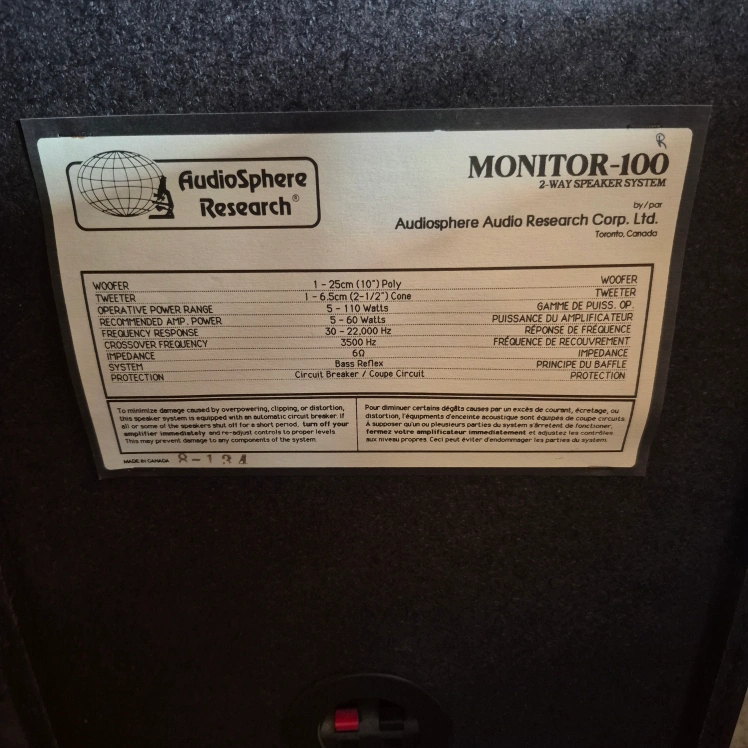 AudioSphere
Research®
R
MONITOR-100
2-WAY SPEAKER SYSTEM
by / par
Audiosphere Audio Research Corp. Ltd.
Toronto, Canada
WOOFER 1 - 25cm (10") Poly WOOFER
TWEETER 1 - 6.5cm (2-1/2") Cone TWEETER
OPERATIVE POWER RANGE 5 - 110 Watts GAMME DE PUISS. OP.
RECOMMENDED AMP. POWER 5 - 60 Watts PUISSANCE DU AMPLIFICATEUR
FREQUENCY RESPONSE 30 - 22,000 Hz RÉPONSE DE FRÉQUENCE
CROSSOVER FREQUENCY 3500 Hz FRÉQUENCE DE RECOUVREMENT
IMPEDANCE 6Ω IMPEDANCE
SYSTEM Bass Reflex PRINCIPE DU BAFFLE
PROTECTION Circuit Breaker / Coupe Circuit PROTECTION
To minimize damage caused by overpowering, clipping, or distortion,
this speaker system is equipped with an automatic circuit breaker. If
all or some of the speakers shut off for a short period, turn off your
amplifier immediately and re-adjust controls to proper levels
This may prevent damage to any components of the system
Pour diminuer certains dégâts causes par un excés de courant, écretage, ou
distortion, l'équipments d'enceinte acoustique sont équipés de coupe circuits.
À supposer qu'un ou pleusieurs parties du system s'àrretent de fonctioner,
fermez votre amplificateur immediatement et adjustez les contrôles
aux niveau propres. Ceci peut éviter d'endommager les parties du system.
MADE IN CANADA 8-134